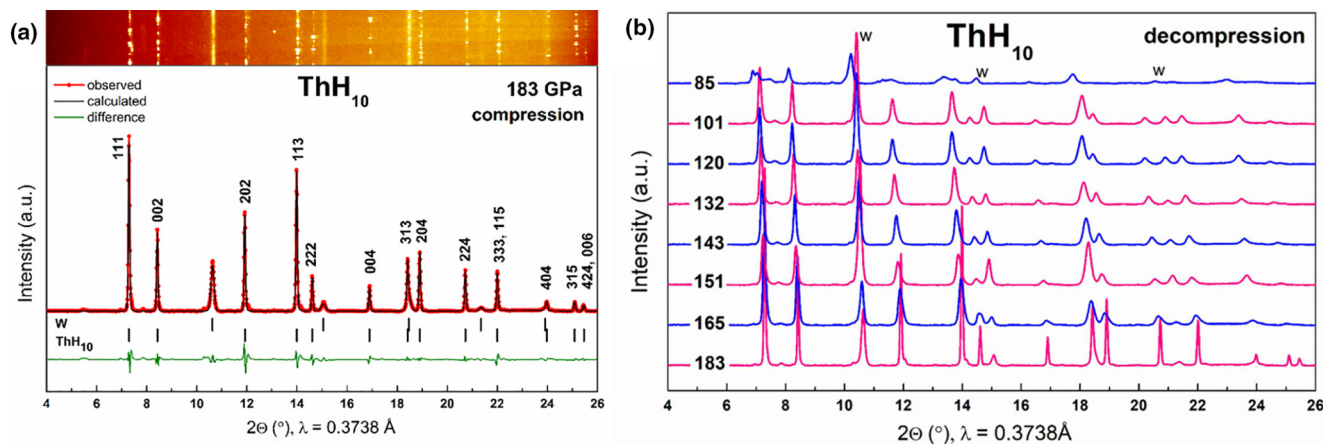 (a)
observed
calculated
difference
ThH10
183 GPa
compression
111
002
202
113
222
004
313
204
224
333, 115
404
315
424, 006
Intensity (a.u.)
W
ThH10
4 6 8 10 12 14 16 18 20 22 24 26
2Θ (°), λ = 0.3738 Å
(b)
ThH10
decompression
W
W
W
85
101
120
132
143
151
165
183
Intensity (a.u.)
4 6 8 10 12 14 16 18 20 22 24 26
2Θ (°), λ = 0.3738Å